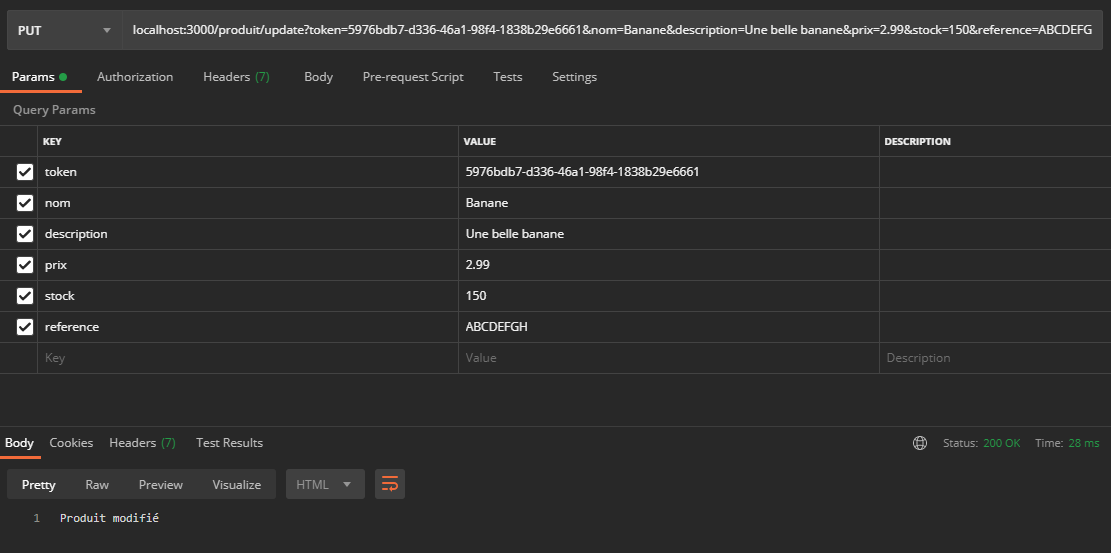 PUT localhost:3000/produit/update?token=5976bdb7-d336-46a1-98f4-1838b29e6661&nom=Banane&description=Une belle banane&prix=2.99&stock=150&reference=ABCDEFG
Params Authorization Headers (7) Body Pre-request Script Tests Settings
Query Params
KEY VALUE DESCRIPTION
token 5976bdb7-d336-46a1-98f4-1838b29e6661
nom Banane
description Une belle banane
prix 2.99
stock 150
reference ABCDEFGH
Key Value Description
Body Cookies Headers (7) Test Results Status: 200 OK Time: 28 ms
Pretty Raw Preview Visualize HTML
1 Produit modifié